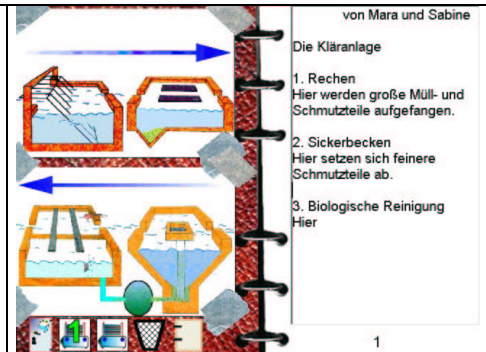 von Mara und Sabine
Die Kläranlage
1. Rechen
Hier werden große Müll- und
Schmutzteile aufgefangen.
2. Sickerbecken
Hier setzen sich feinere
Schmutzteile ab.
3. Biologische Reinigung
Hier
1
1